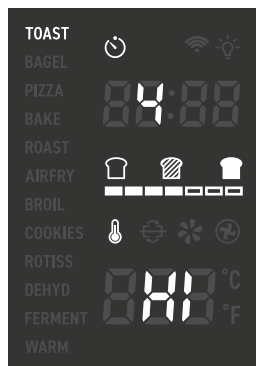 TOAST
BAGEL
PIZZA
BAKE
ROAST
AIRFRY
BROIL
COOKIES
ROTISS
DEHYD
FERMENT
WARM
4
HI
°C
°F